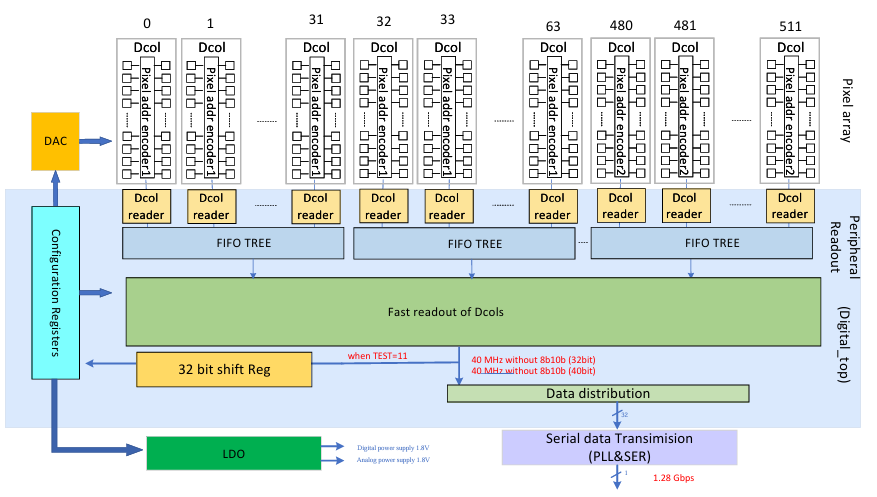 0 1 31 32 33 63 480 481 511
Dcol Dcol Dcol Dcol Dcol Dcol Dcol Dcol Dcol
Pixel addr encoder1 Pixel addr encoder1 Pixel addr encoder1 Pixel addr encoder1 Pixel addr encoder1 Pixel addr encoder1 Pixel addr encoder2 Pixel addr encoder2 Pixel addr encoder2
Pixel array
DAC
Dcol Dcol Dcol Dcol Dcol Dcol Dcol Dcol Dcol
reader reader reader reader reader reader reader reader reader
FIFO TREE FIFO TREE FIFO TREE
Peripheral
Readout
(Digital_top)
Configuration Registers
Fast readout of Dcols
when TEST=11
32 bit shift Reg
40 MHz without 8b10b (32bit)
40 MHz without 8b10b (40bit)
Data distribution
32
Serial data Transimision
(PLL&SER)
LDO
Digital power supply 1.8V
Analog power supply 1.8V
1
1.28 Gbps